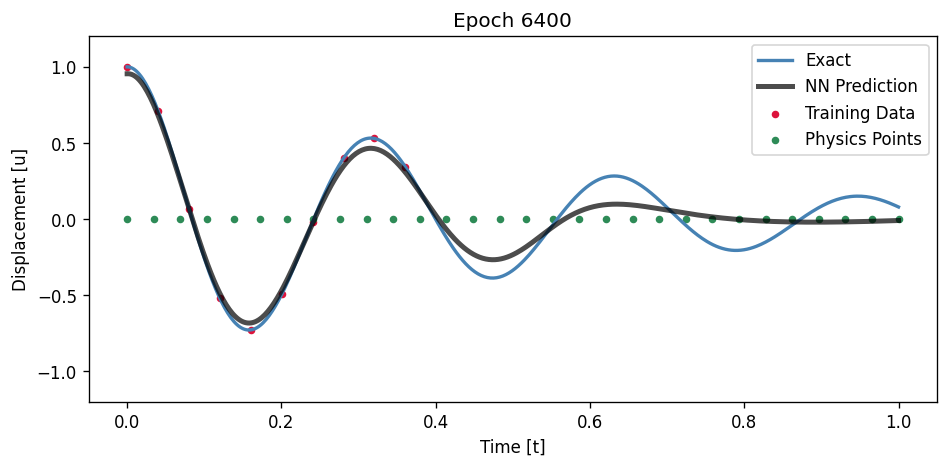 Epoch 6400
Displacement [u]
1.0
0.5
0.0
−0.5
−1.0
Exact
NN Prediction
Training Data
Physics Points
0.0 0.2 0.4 0.6 0.8 1.0
Time [t]